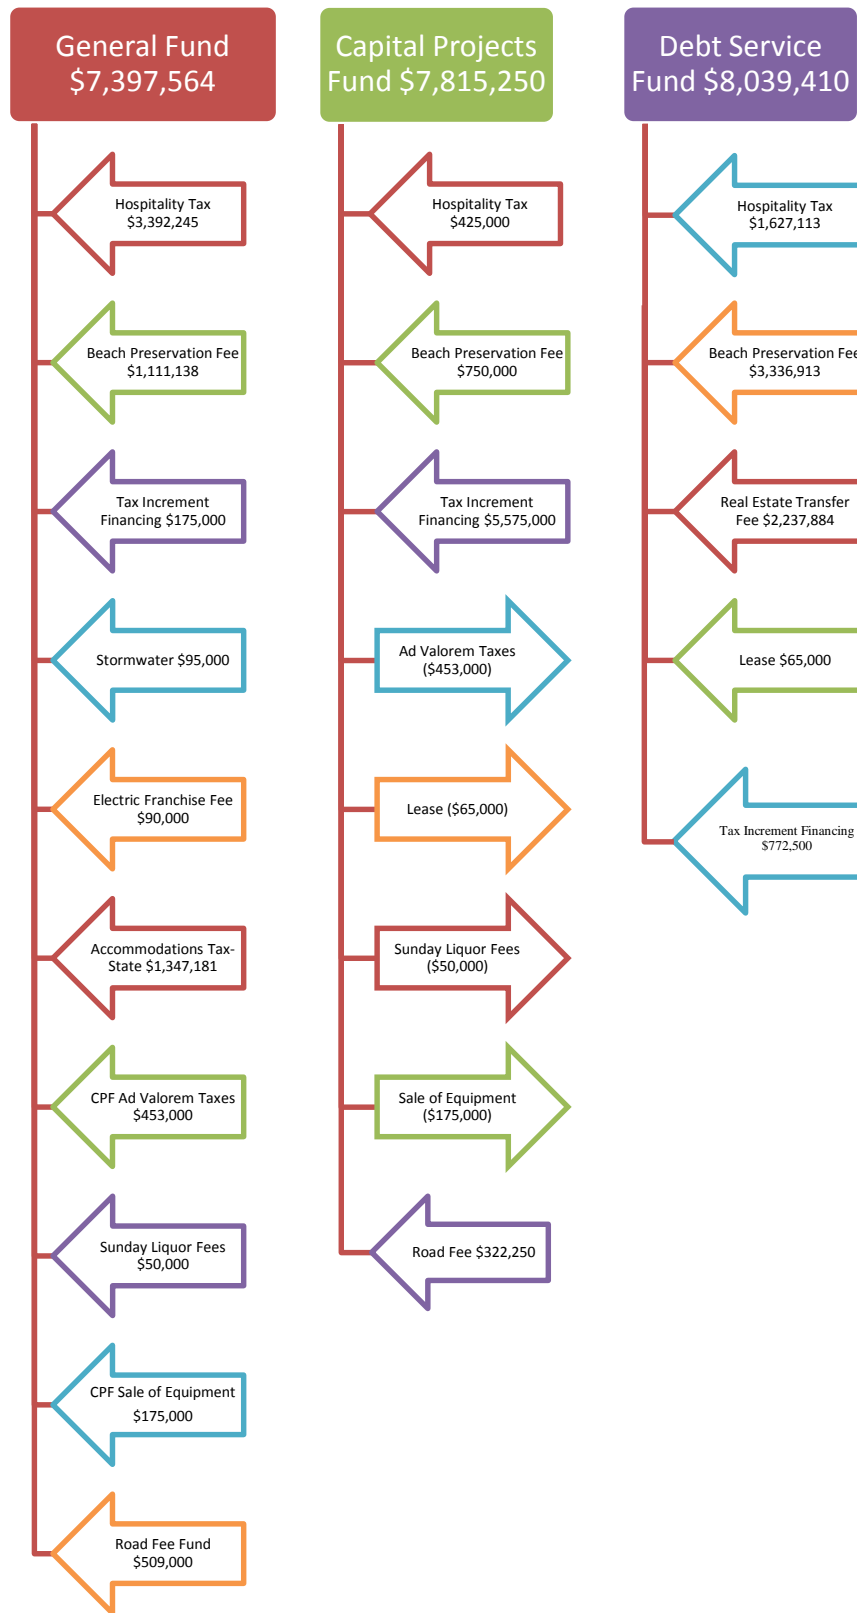 General Fund
$7,397,564
Hospitality Tax
$3,392,245
Beach Preservation Fee
$1,111,138
Tax Increment
Financing $175,000
Stormwater $95,000
Electric Franchise Fee
$90,000
Accommodations Tax-
State $1,347,181
CPF Ad Valorem Taxes
$453,000
Sunday Liquor Fees
$50,000
CPF Sale of Equipment
$175,000
Road Fee Fund
$509,000
Capital Projects
Fund $7,815,250
Hospitality Tax
$425,000
Beach Preservation Fee
$750,000
Tax Increment
Financing $5,575,000
Ad Valorem Taxes
($453,000)
Lease ($65,000)
Sunday Liquor Fees
($50,000)
Sale of Equipment
($175,000)
Road Fee $322,250
Debt Service
Fund $8,039,410
Hospitality Tax
$1,627,113
Beach Preservation Fee
$3,336,913
Real Estate Transfer
Fee $2,237,884
Lease $65,000
Tax Increment Financing
$772,500